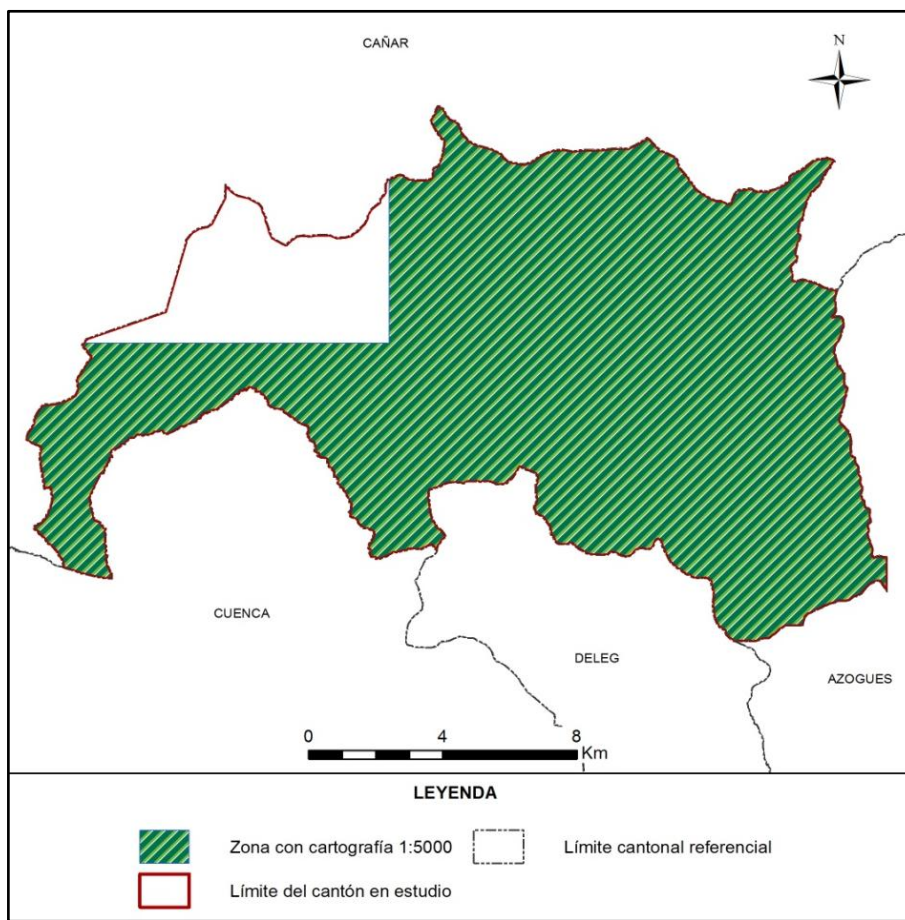 CAÑAR
N
CUENCA
DELEG
AZOGUES
0 4 8
Km
LEYENDA
Zona con cartografía 1:5000
Límite cantonal referencial
Límite del cantón en estudio